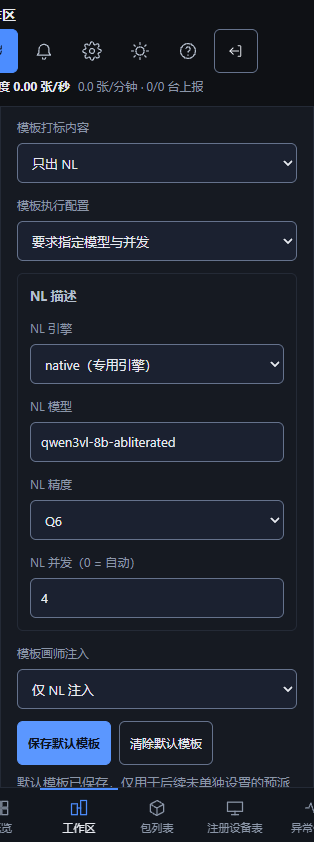 作区
度 0.00 张/秒 0.0 张/分钟 · 0/0 台上报
模板打标内容
只出 NL
模板执行配置
要求指定模型与并发
NL 描述
NL 引擎
native（专用引擎）
NL 模型
qwen3vl-8b-abliterated
NL 精度
Q6
NL 并发（0 = 自动）
4
模板画师注入
仅 NL 注入
保存默认模板 清除默认模板
默认模板已保存，仅用于后续未单独设置的预派
览 工作区 包列表 注册设备表 异常